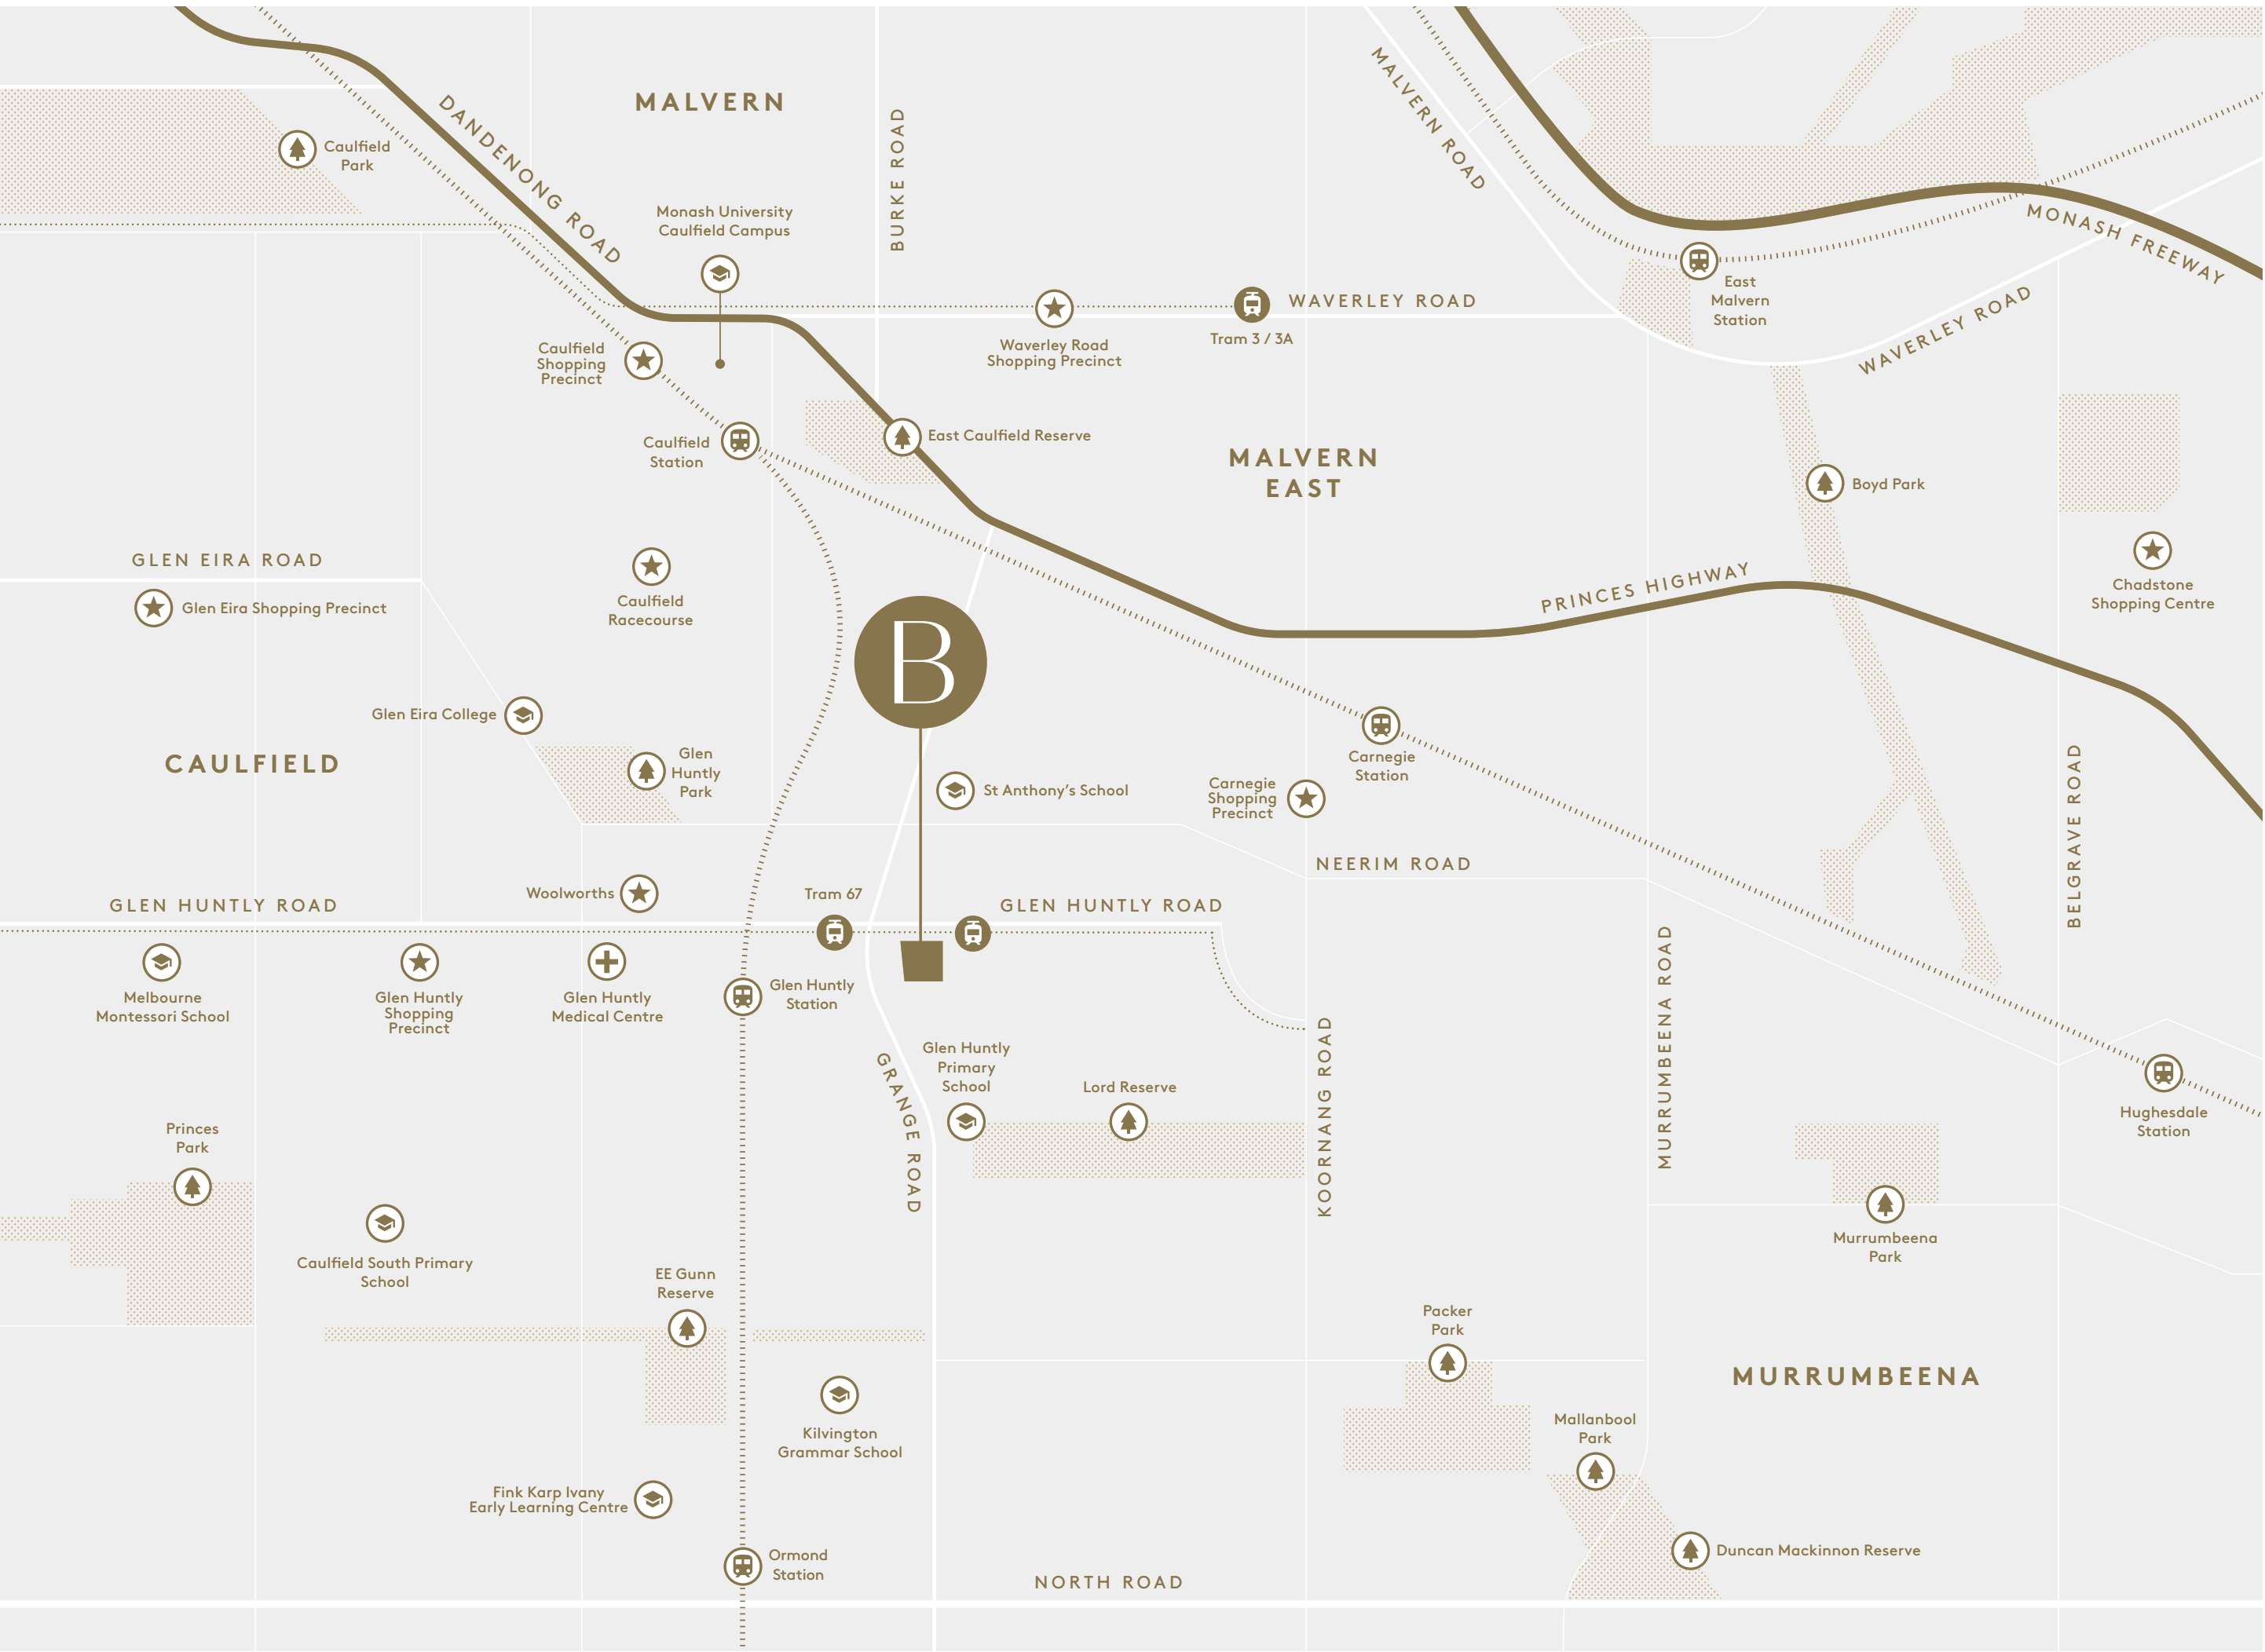 MALVERN
DANDENONG ROAD
BURKE ROAD
MALVERN ROAD
Caulfield
Park
Monash University
Caulfield Campus
MONASH FREEWAY
East
Malvern
Station
WAVERLEY ROAD
Tram 3 / 3A
Waverley Road
Shopping Precinct
WAVERLEY ROAD
Caulfield
Shopping
Precinct
Caulfield
Station
East Caulfield Reserve
MALVERN
EAST
Boyd Park
GLEN EIRA ROAD
Glen Eira Shopping Precinct
Caulfield
Racecourse
PRINCES HIGHWAY
Chadstone
Shopping Centre
B
Glen Eira College
CAULFIELD
Glen
Huntly
Park
St Anthony's School
Carnegie
Station
Carnegie
Shopping
Precinct
BELGRAVE ROAD
NEERIM ROAD
Woolworths
Tram 67
GLEN HUNTLY ROAD
GLEN HUNTLY ROAD
Melbourne
Montessori School
Glen Huntly
Shopping
Precinct
Glen Huntly
Medical Centre
Glen Huntly
Station
MURRUMBEENA ROAD
KOORNANG ROAD
GRANGE ROAD
Glen Huntly
Primary
School
Lord Reserve
Hughesdale
Station
Princes
Park
Caulfield South Primary
School
Murrumbeena
Park
EE Gunn
Reserve
Packer
Park
MURRUMBEENA
Kilvington
Grammar School
Mallanbool
Park
Fink Karp Ivany
Early Learning Centre
Ormond
Station
Duncan Mackinnon Reserve
NORTH ROAD